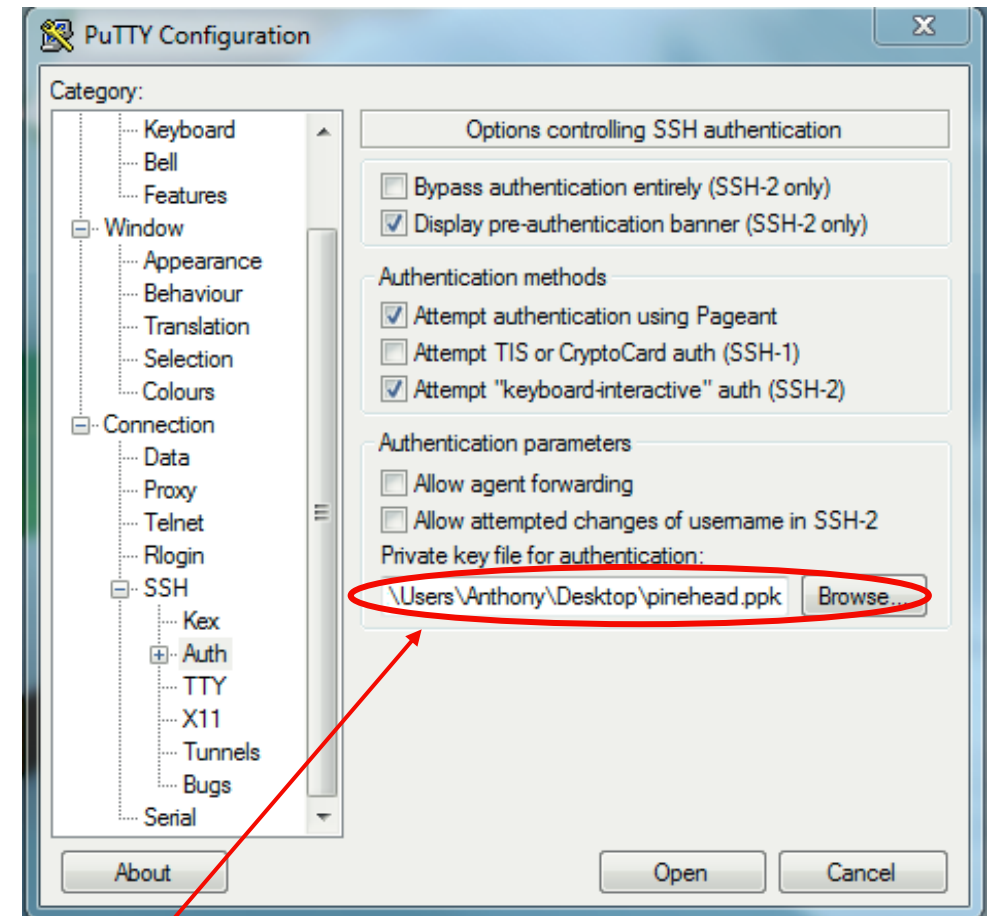 PuTTY Configuration
Category:
Keyboard
Bell
Features
Window
Appearance
Behaviour
Translation
Selection
Colours
Connection
Data
Proxy
Telnet
Rlogin
SSH
Kex
Auth
TTY
X11
Tunnels
Bugs
Serial
Options controlling SSH authentication
Bypass authentication entirely (SSH-2 only)
Display pre-authentication banner (SSH-2 only)
Authentication methods
Attempt authentication using Pageant
Attempt TIS or CryptoCard auth (SSH-1)
Attempt "keyboard-interactive" auth (SSH-2)
Authentication parameters
Allow agent forwarding
Allow attempted changes of username in SSH-2
Private key file for authentication:
\Users\Anthony\Desktop\pinehead.ppk Browse...
About Open Cancel